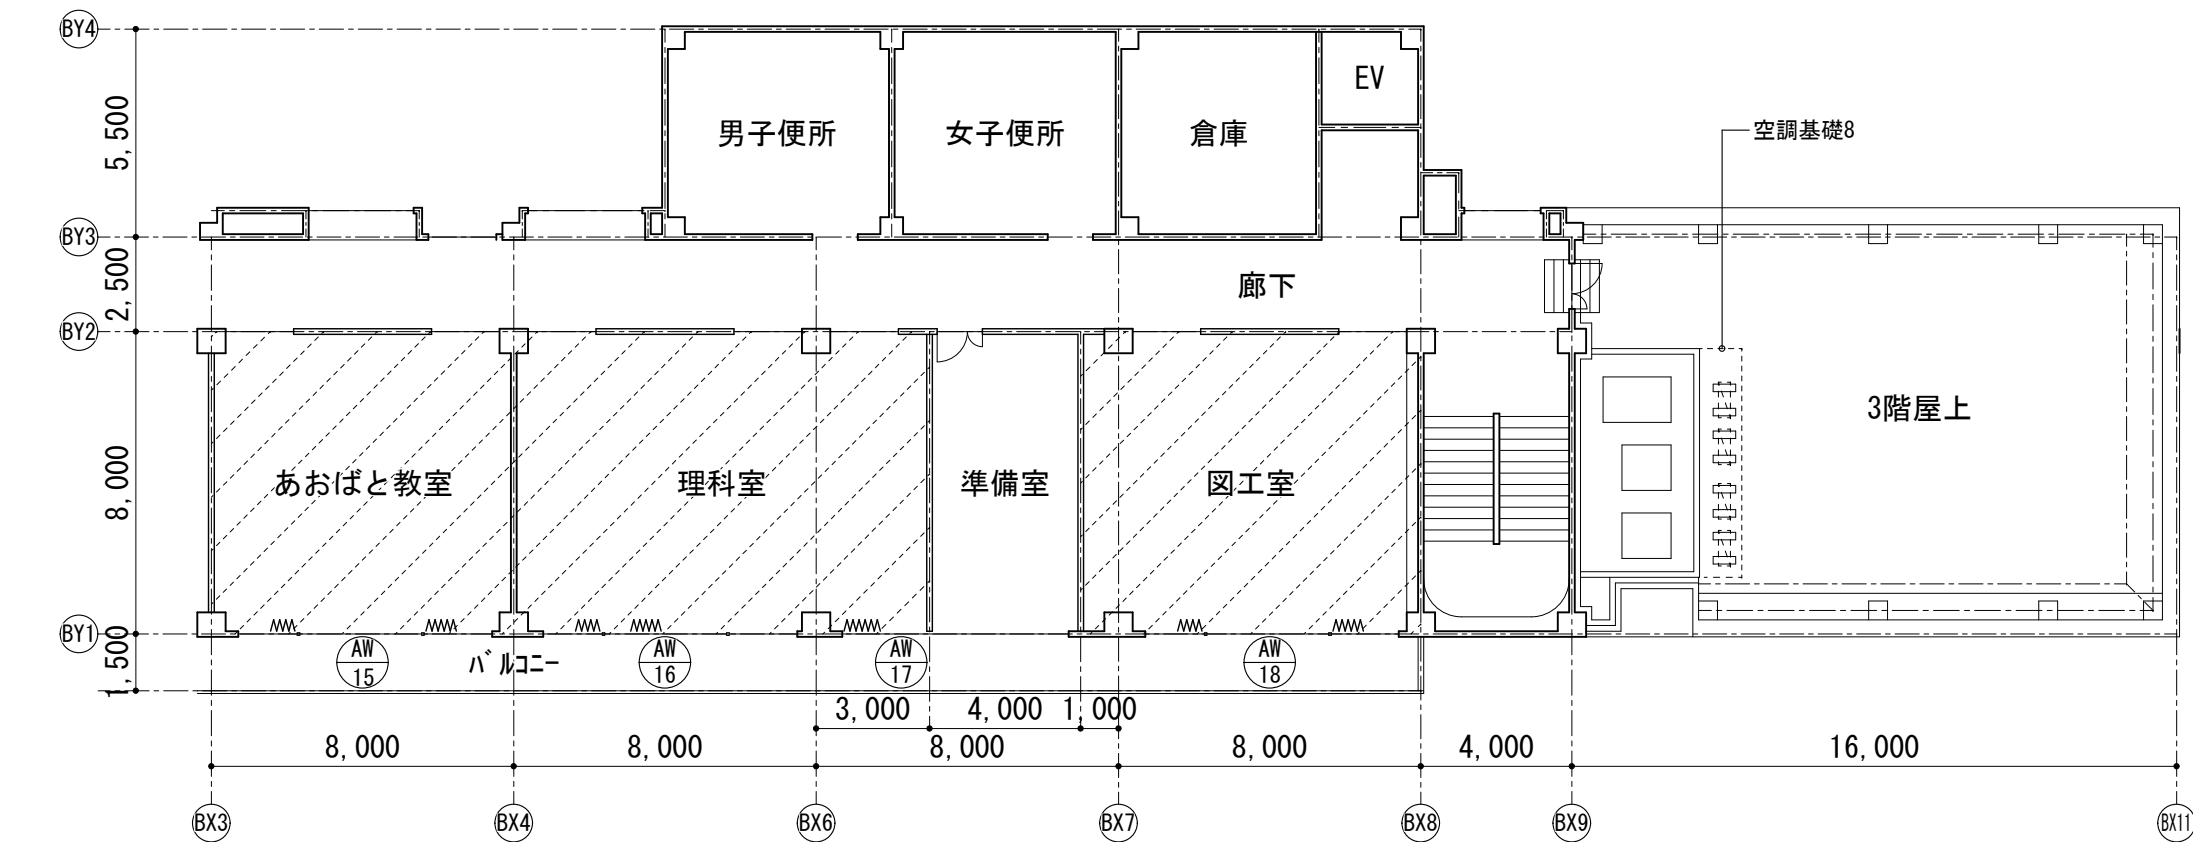 BY4
5,500
EV
男子便所
女子便所
倉庫
空調基礎8
BY3
2,500
廊下
BY2
8,000
あおばと教室
理科室
準備室
図工室
3階屋上
BY1
1,500
AW
15
バルコニー
AW
16
AW
17
AW
18
3,000
4,000
1,000
8,000
8,000
8,000
8,000
4,000
16,000
BX3
BX4
BX6
BX7
BX8
BX9
BX11